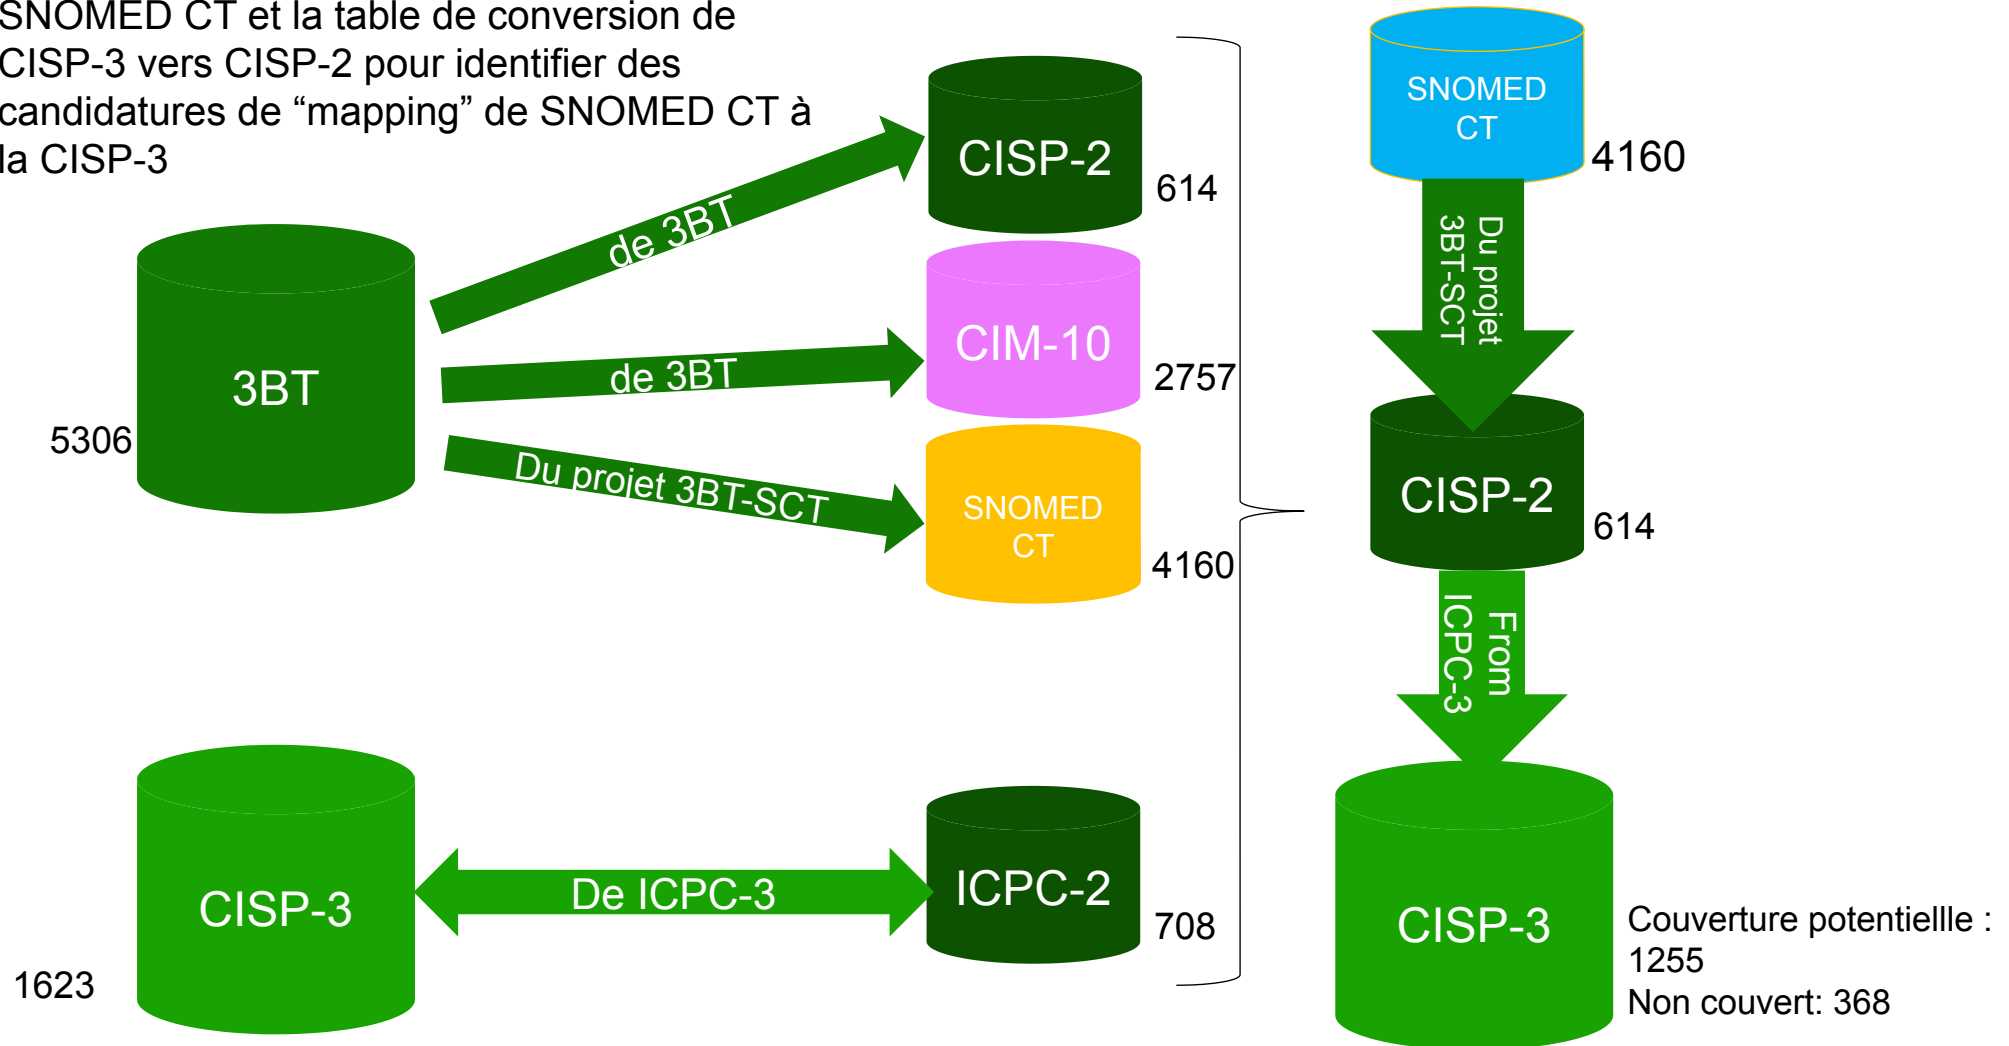 SNOMED CT et la table de conversion de
CISP-3 vers CISP-2 pour identifier des
candidatures de “mapping” de SNOMED CT à
la CISP-3
3BT
5306
de 3BT
de 3BT
Du projet 3BT-SCT
CISP-2
614
CIM-10
2757
SNOMED
CT
4160
CISP-3
1623
De ICPC-3
ICPC-2
708
SNOMED
CT
4160
Du projet
3BT-SCT
CISP-2
614
From
ICPC-3
CISP-3
Couverture potentiellle :
1255
Non couvert: 368